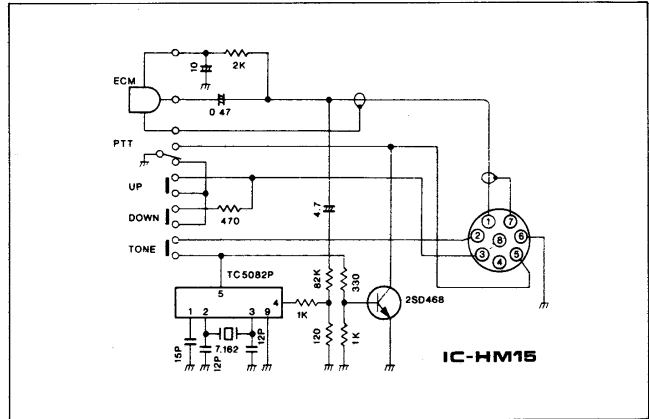 ECM
10
2K
0.47
PTT
UP
DOWN
470
TONE
4.7
TC5082P
5
4
1 2 3 9
15P
12P
7.162
12P
1K
82K
330
120
1K
2SD468
1
7
2
8
6
3
4
5
IC-HM15